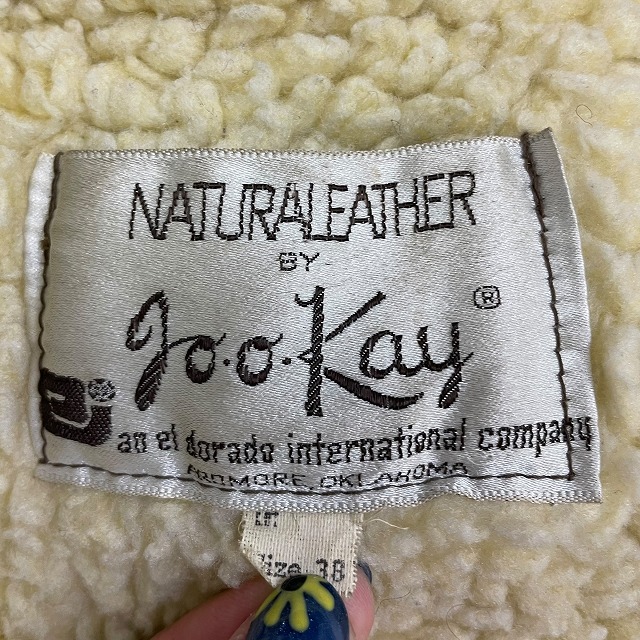 NATURALEATHER
BY
Jo.o.Kay®
an el dorado international company
ARDMORE, OKLAHOMA
Size 38